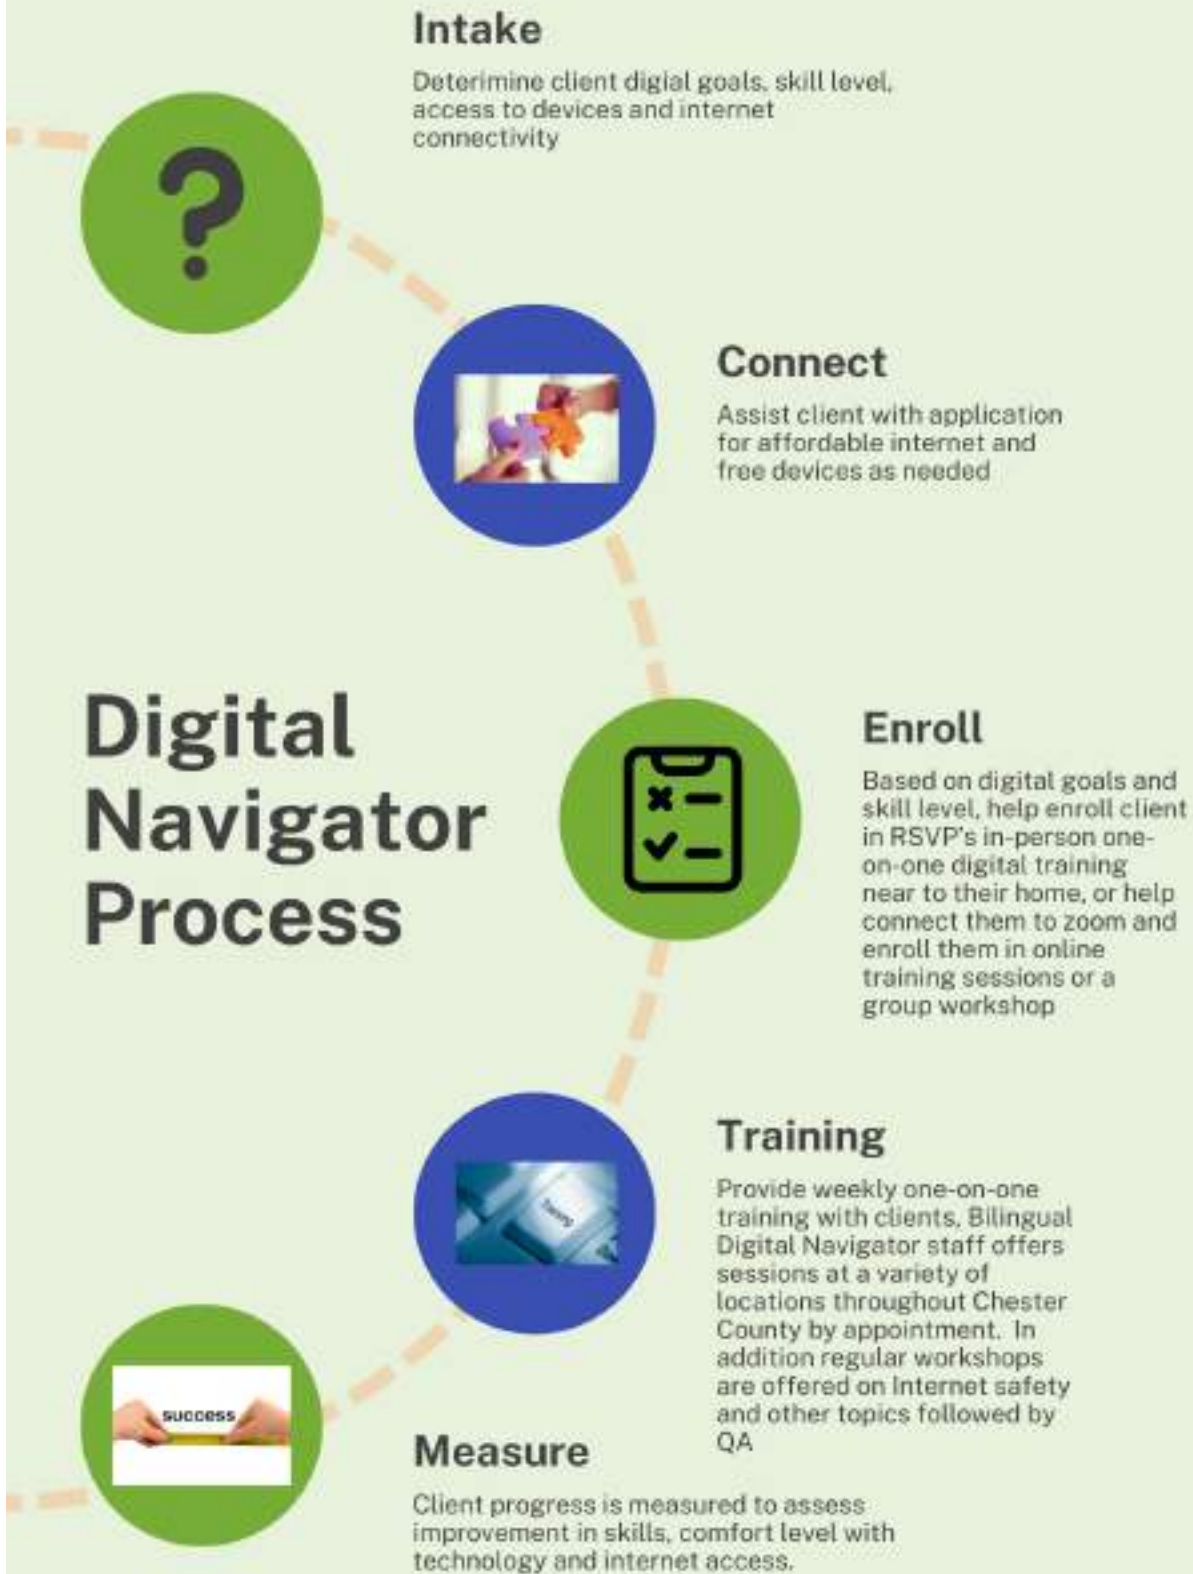 Intake
Deterimine client digial goals, skill level,
access to devices and internet
connectivity
Connect
Assist client with application
for affordable internet and
free devices as needed
Digital
Navigator
Process
Enroll
Based on digital goals and
skill level, help enroll client
in RSVP's in-person one-
on-one digital training
near to their home, or help
connect them to zoom and
enroll them in online
training sessions or a
group workshop
Training
Provide weekly one-on-one
training with clients. Bilingual
Digital Navigator staff offers
sessions at a variety of
locations throughout Chester
County by appointment. In
addition regular workshops
are offered on Internet safety
and other topics followed by
QA
Training
success
Measure
Client progress is measured to assess
improvement in skills, comfort level with
technology and internet access.